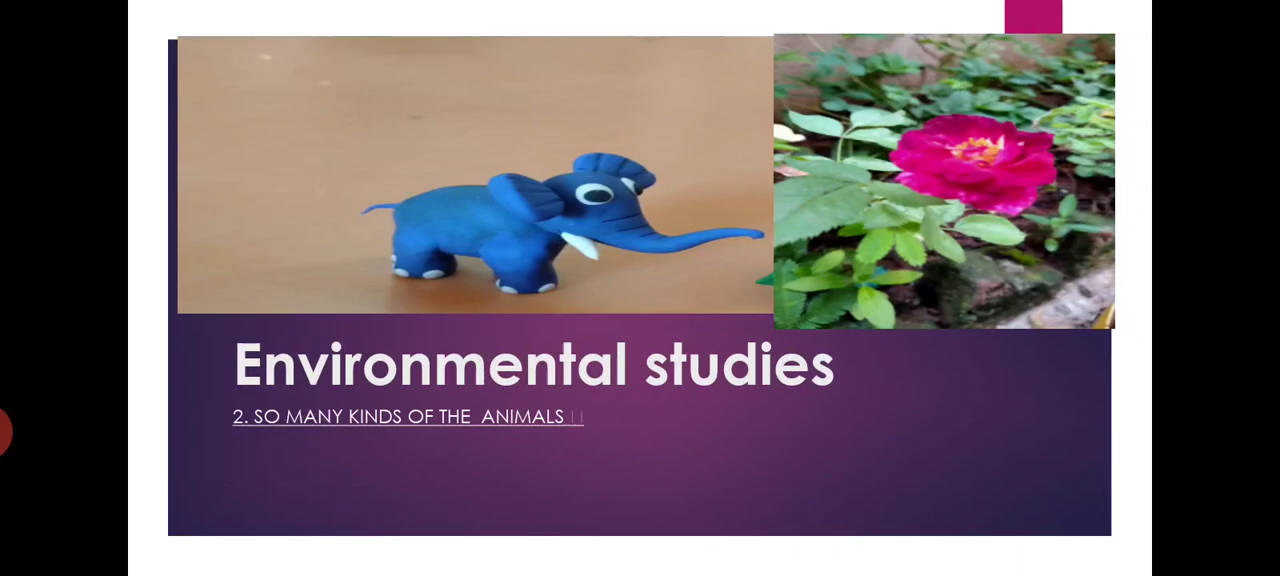 Environmental studies
2. SO MANY KINDS OF THE ANIMALS